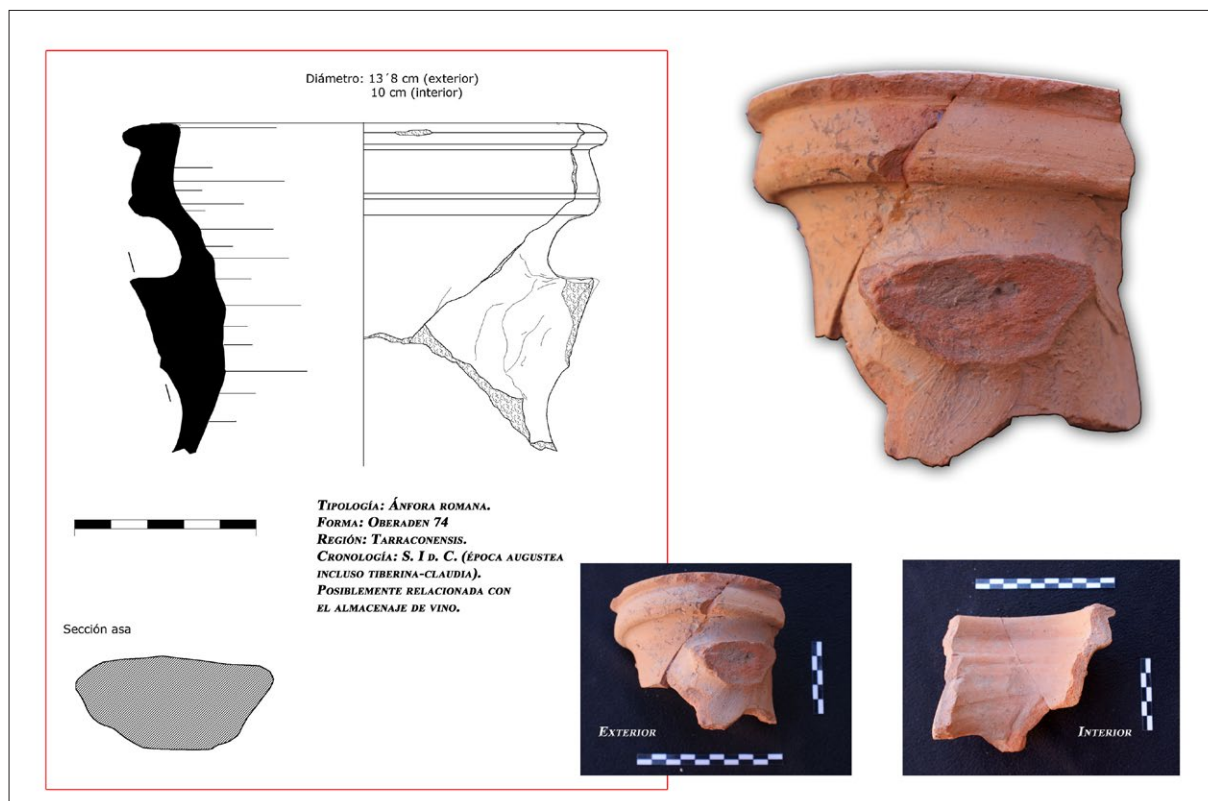 Diámetro: 13´8 cm (exterior)
10 cm (interior)
Tipología: Ánfora romana.
Forma: Oberaden 74
Región: Tarraconensis.
Cronología: S. I d. C. (época augustea
incluso tiberina-claudia).
Posiblemente relacionada con
el almacenaje de vino.
Sección asa
Exterior
Interior